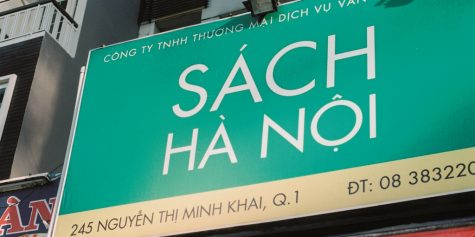 CÔNG TY TNHH THƯƠNG MẠI DỊCH VỤ VĂN
SÁCH
HÀ NỘI
245 NGUYỄN THỊ MINH KHAI, Q.1 ĐT: 08 383220
ÀN